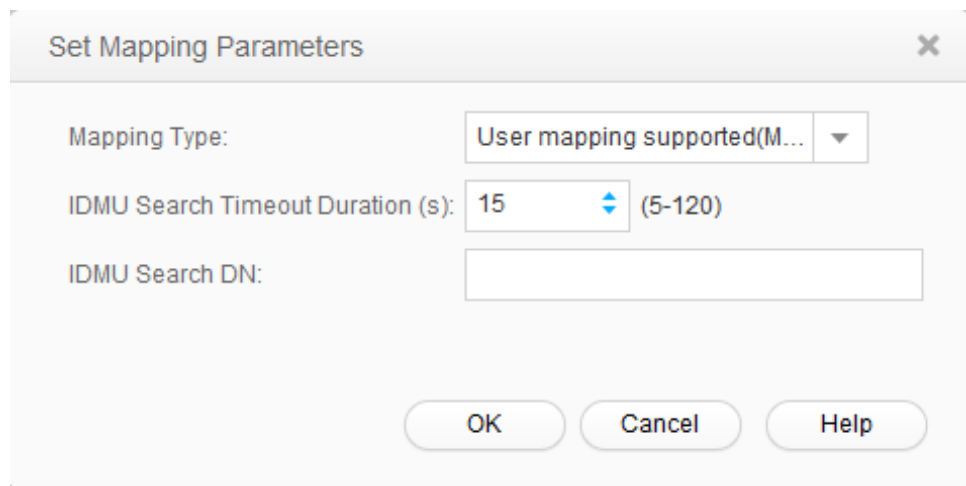 Set Mapping Parameters
Mapping Type: User mapping supported(M...
IDMU Search Timeout Duration (s): 15 (5-120)
IDMU Search DN:
OK Cancel Help